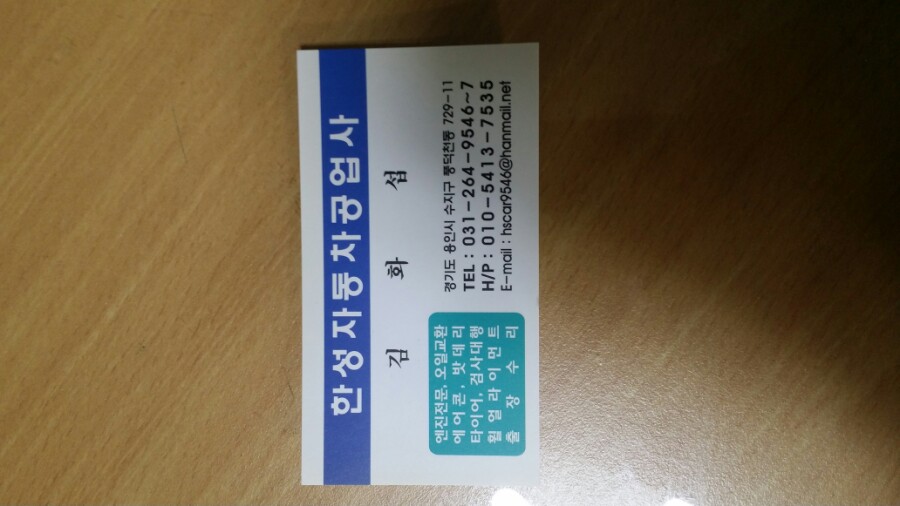 한성자동차공업사
김 화 섭
엔진전문, 오일교환
에어콘, 밧데리
타이어, 검사대행
휠얼라이먼트
출 장 수 리
경기도 용인시 수지구 풍덕천동 729-11
TEL : 031-264-9546~7
H/P : 010-5413-7535
E-mail : hscar9546@hanmail.net